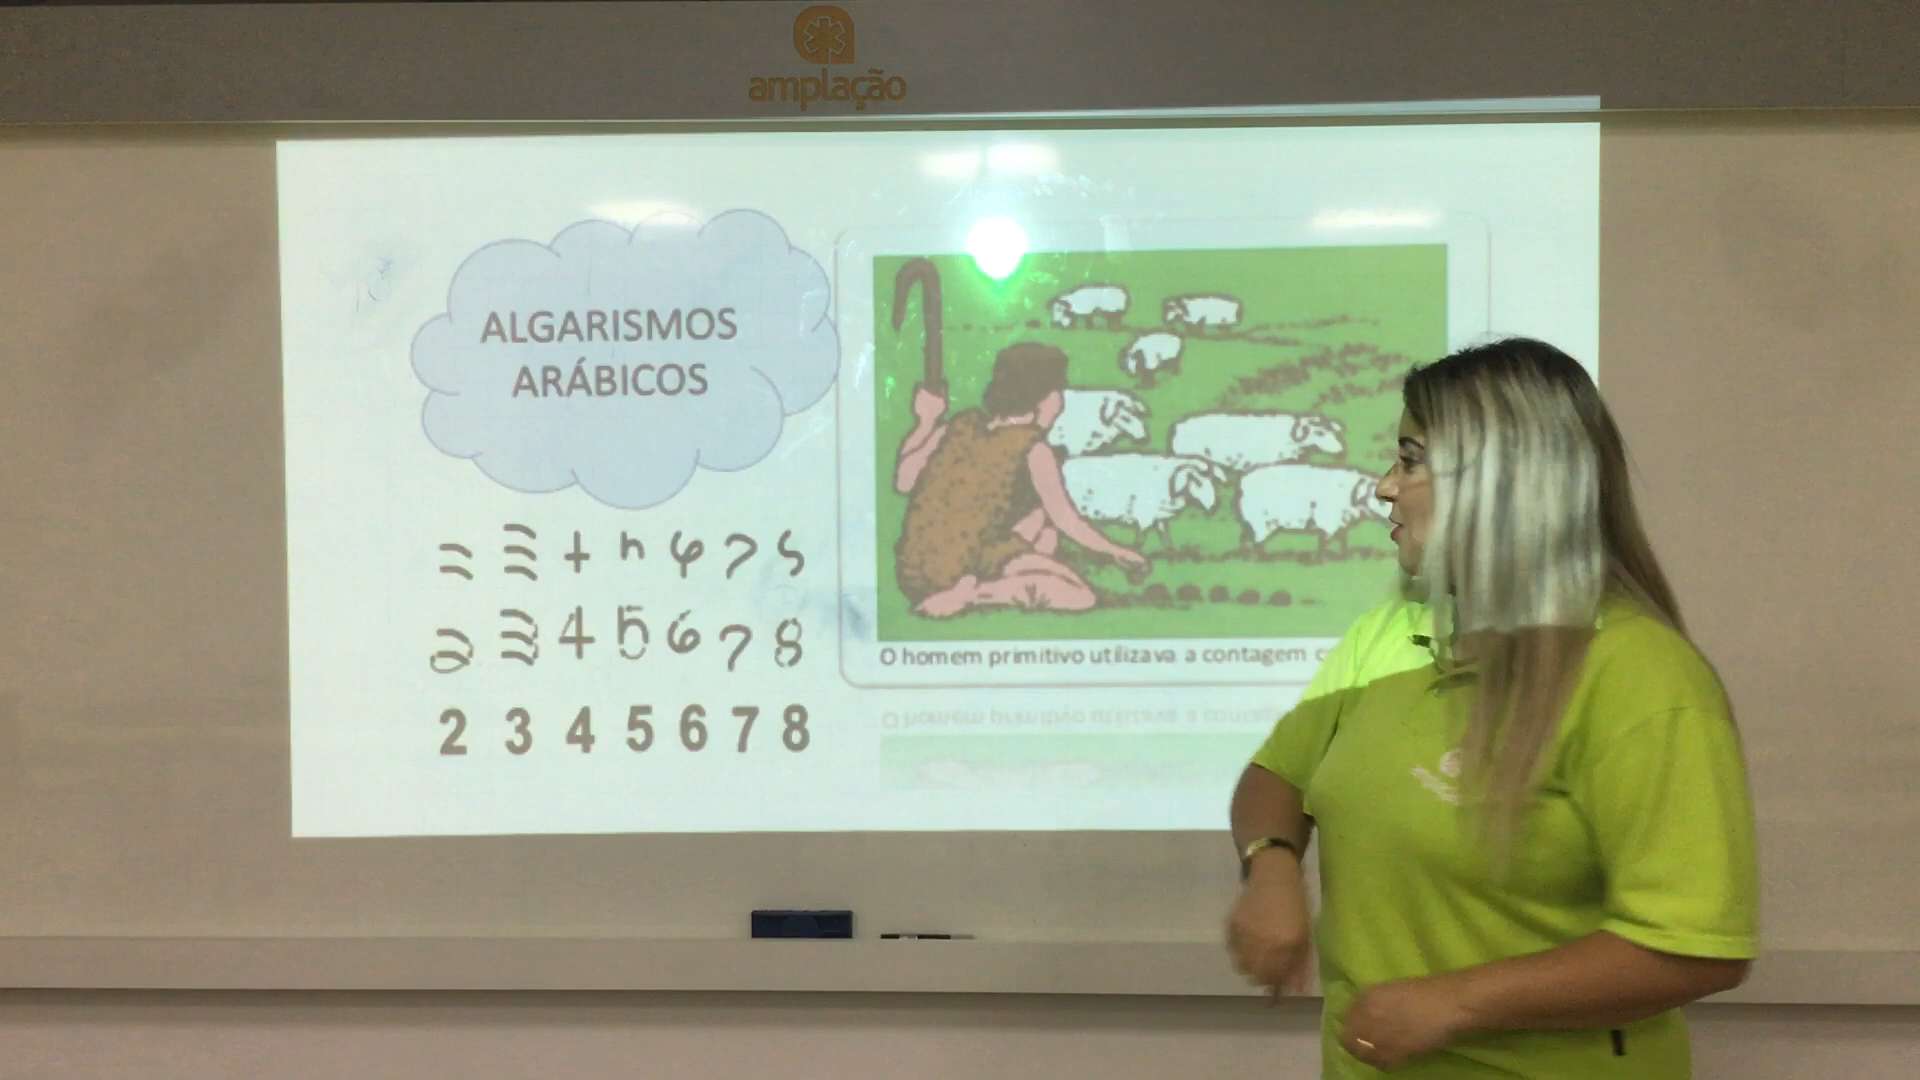 amplação
ALGARISMOS
ARÁBICOS
2 3 4 5 6 7 8
O homem primitivo utilizava a contagem